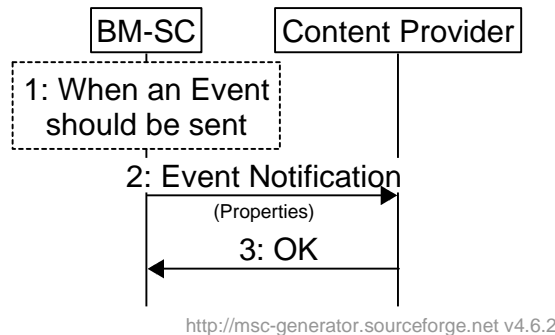 BM-SC
Content Provider
1: When an Event
should be sent
2: Event Notification
(Properties)
3: OK
http://msc-generator.sourceforge.net v4.6.2